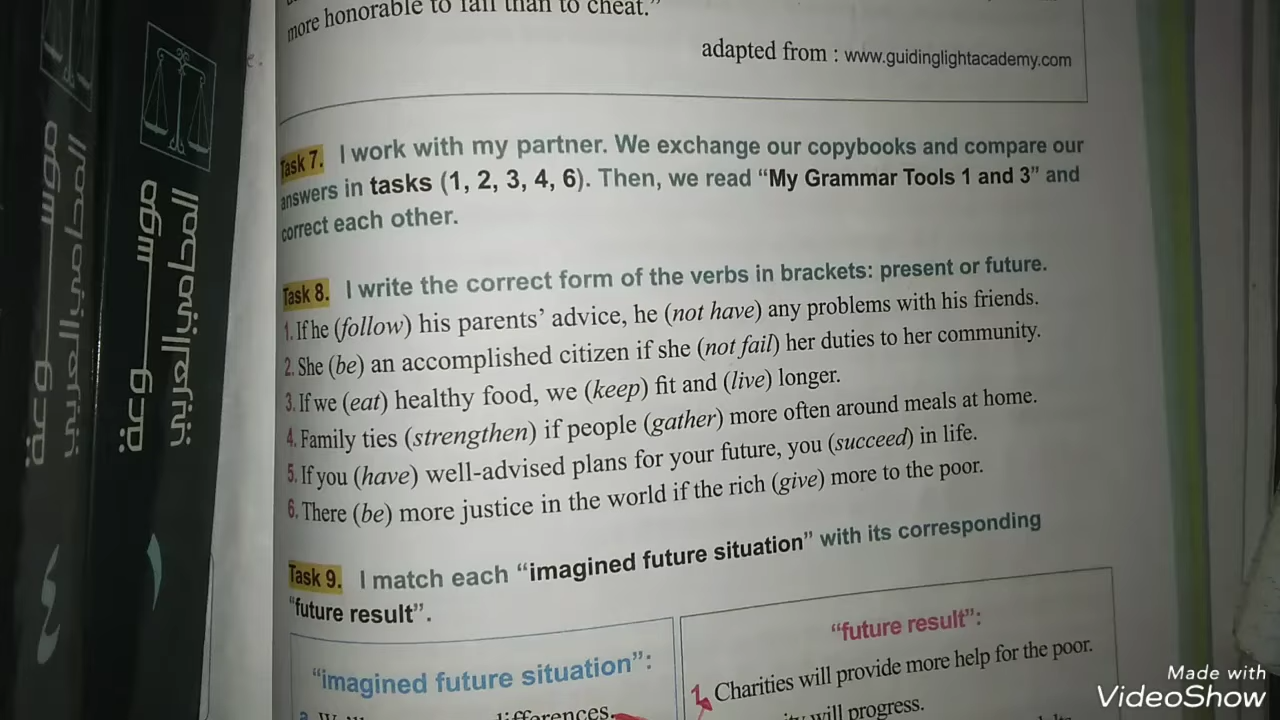 more honorable to fail than to cheat."
adapted from : www.guidinglightacademy.com
Task 7. I work with my partner. We exchange our copybooks and compare our
answers in tasks (1, 2, 3, 4, 6). Then, we read “My Grammar Tools 1 and 3” and
correct each other.
Task 8. I write the correct form of the verbs in brackets: present or future.
1. If he (follow) his parents’ advice, he (not have) any problems with his friends.
2. She (be) an accomplished citizen if she (not fail) her duties to her community.
3. If we (eat) healthy food, we (keep) fit and (live) longer.
4. Family ties (strengthen) if people (gather) more often around meals at home.
5. If you (have) well-advised plans for your future, you (succeed) in life.
6. There (be) more justice in the world if the rich (give) more to the poor.
Task 9. I match each “imagined future situation” with its corresponding
“future result”.
“imagined future situation”:
differences.
“future result”:
1. Charities will provide more help for the poor.
will progress.
موسوعة
موسوعة
Made with
VideoShow